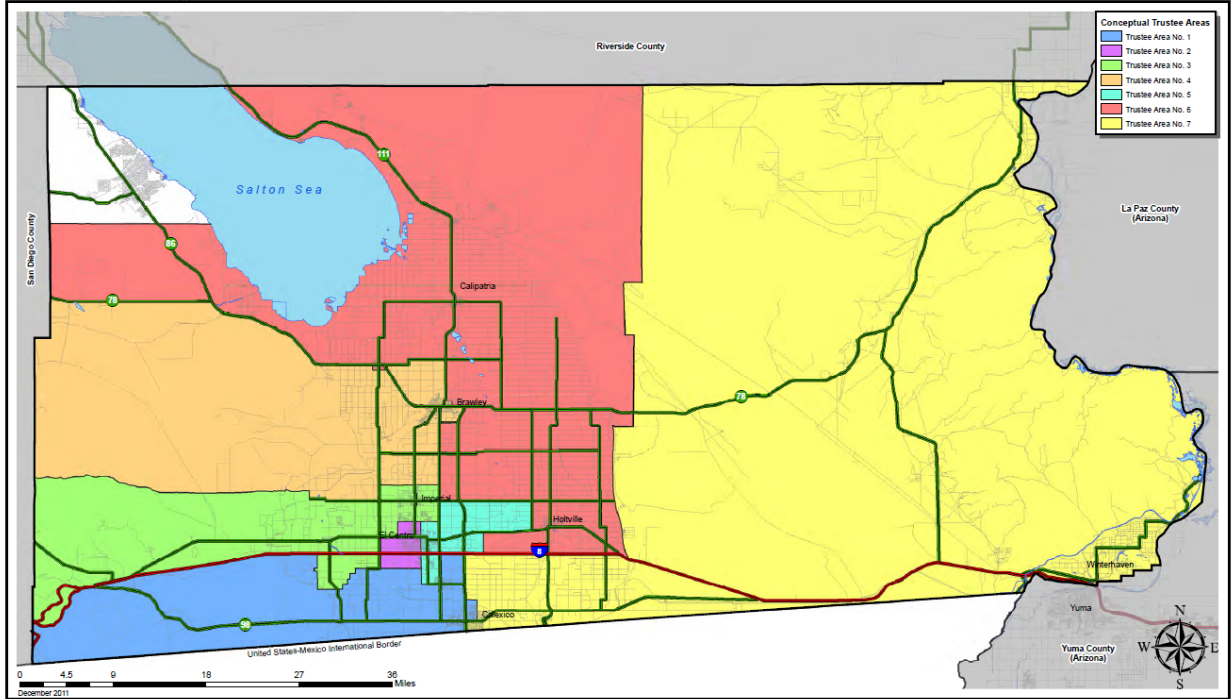 Riverside County
Conceptual Trustee Areas
Trustee Area No. 1
Trustee Area No. 2
Trustee Area No. 3
Trustee Area No. 4
Trustee Area No. 5
Trustee Area No. 6
Trustee Area No. 7
111
Salton Sea
San Diego County
La Paz County
(Arizona)
86
78
Calipatria
78
Brawley
Imperial
El Centro
Holtville
8
Winterhaven
Calexico
Yuma
98
United States-Mexico International Border
Yuma County
(Arizona)
N
W
E
S
0 4.5 9 18 27 36
Miles
December 2011